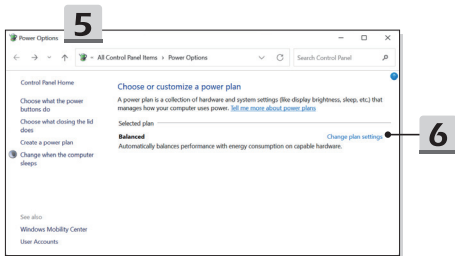 5
Power Options
All Control Panel Items › Power Options
Search Control Panel
Control Panel Home
Choose what the power
buttons do
Choose what closing the lid
does
Create a power plan
Change when the computer
sleeps
See also
Windows Mobility Center
User Accounts
Choose or customize a power plan
A power plan is a collection of hardware and system settings (like display brightness, sleep, etc.) that
manages how your computer uses power. Tell me more about power plans
Selected plan
Balanced
Change plan settings
Automatically balances performance with energy consumption on capable hardware.
6